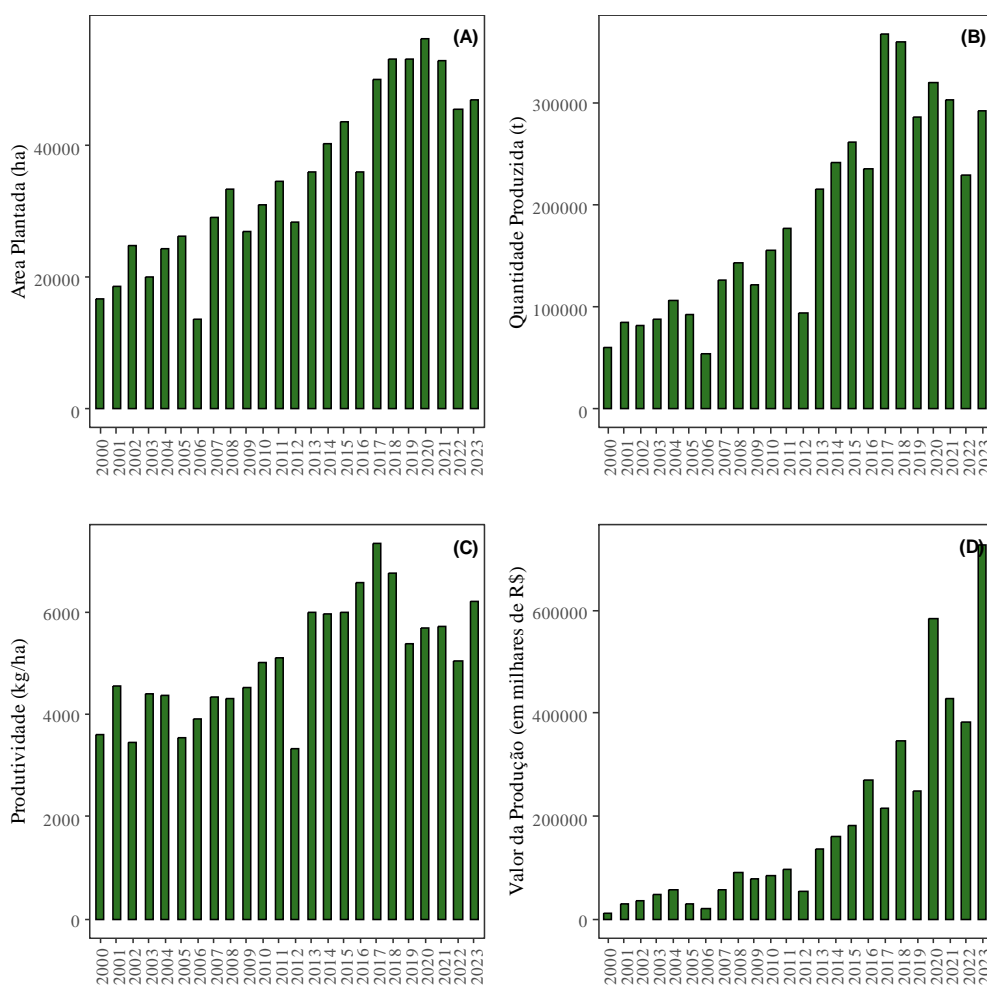 (A)
Area Plantada (ha)
40000
20000
0
2000 2001 2002 2003 2004 2005 2006 2007 2008 2009 2010 2011 2012 2013 2014 2015 2016 2017 2018 2019 2020 2021 2022 2023
(B)
Quantidade Produzida (t)
300000
200000
100000
0
2000 2001 2002 2003 2004 2005 2006 2007 2008 2009 2010 2011 2012 2013 2014 2015 2016 2017 2018 2019 2020 2021 2022 2023
(C)
Produtividade (kg/ha)
6000
4000
2000
0
2000 2001 2002 2003 2004 2005 2006 2007 2008 2009 2010 2011 2012 2013 2014 2015 2016 2017 2018 2019 2020 2021 2022 2023
(D)
Valor da Produção (em milhares de R$)
600000
400000
200000
0
2000 2001 2002 2003 2004 2005 2006 2007 2008 2009 2010 2011 2012 2013 2014 2015 2016 2017 2018 2019 2020 2021 2022 2023